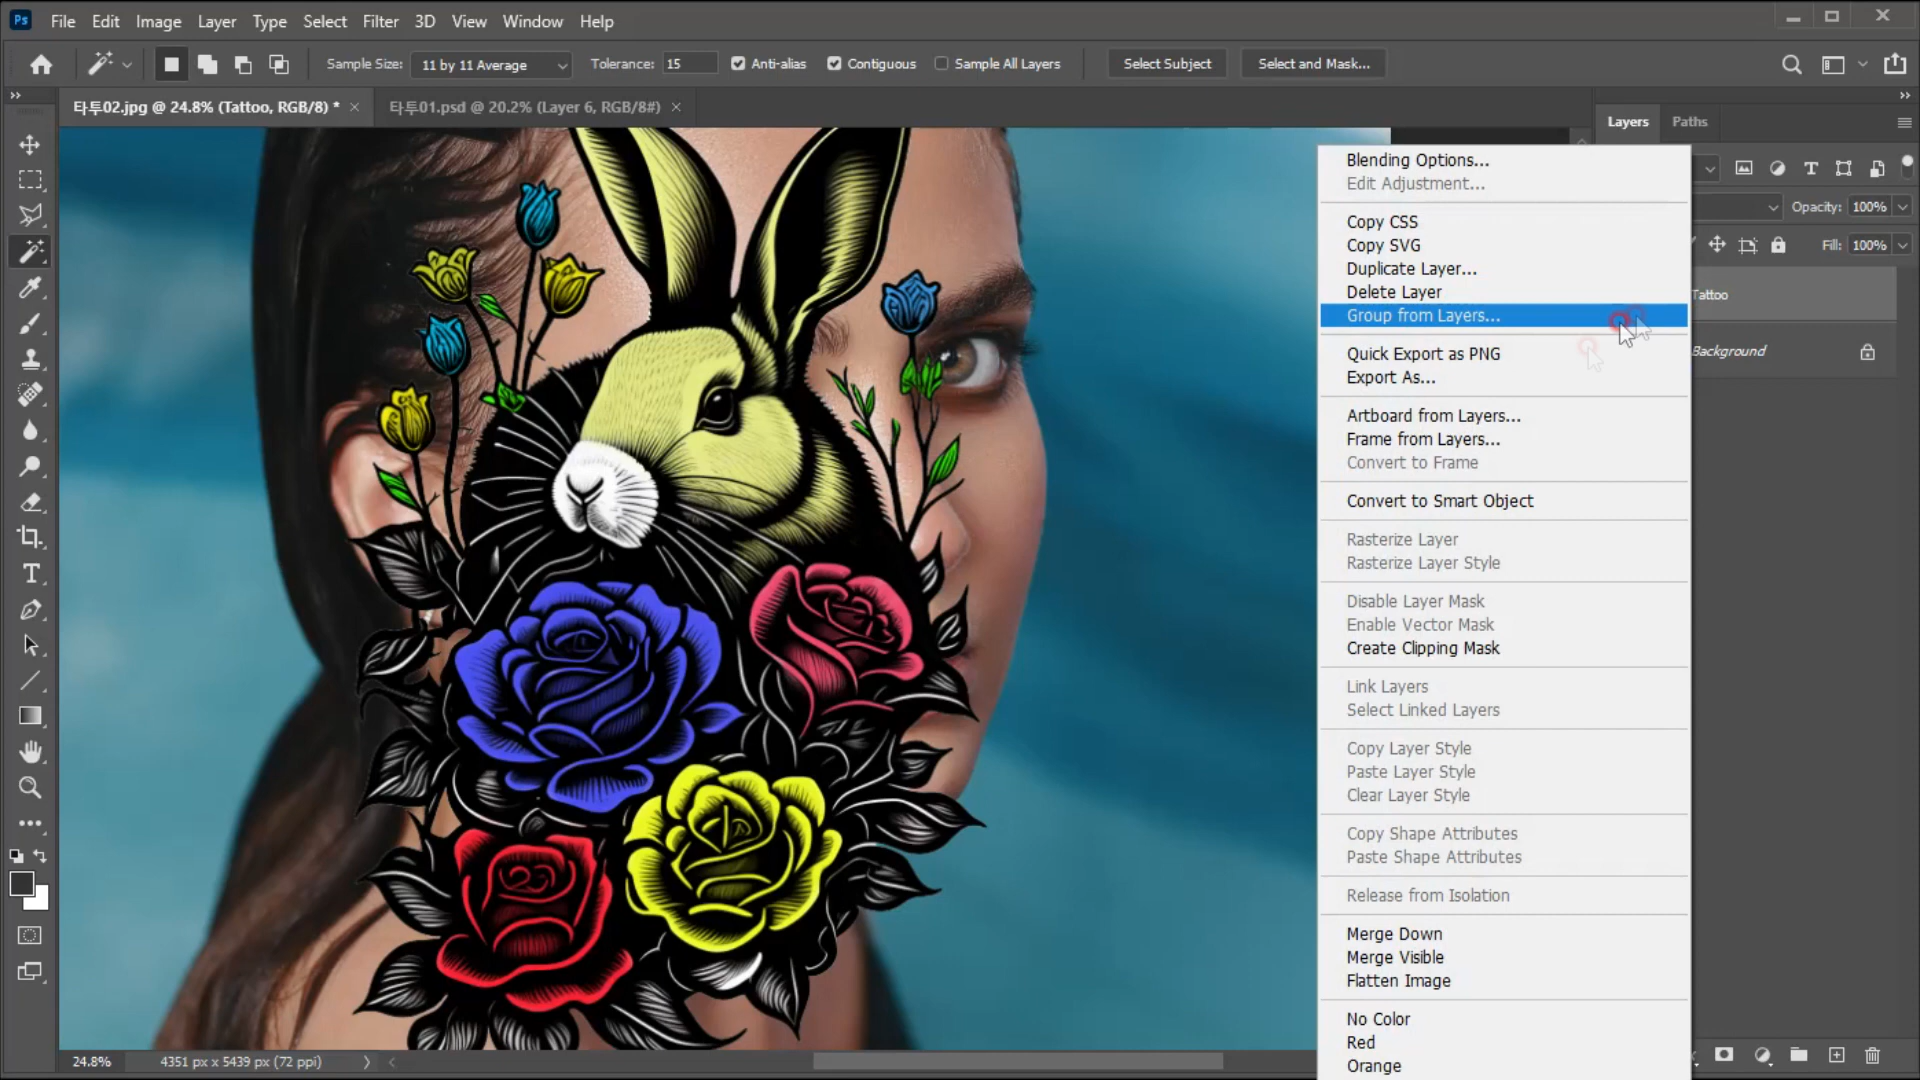 Ps File Edit Image Layer Type Select Filter 3D View Window Help
Sample Size: 11 by 11 Average Tolerance: 15 Anti-alias Contiguous Sample All Layers Select Subject Select and Mask...
타투02.jpg @ 24.8% (Tattoo, RGB/8) * 타투01.psd @ 20.2% (Layer 6, RGB/8#)
Layers Paths
Blending Options...
Edit Adjustment...
Opacity: 100%
Copy CSS
Copy SVG
Fill: 100%
Duplicate Layer...
Delete Layer
Tattoo
Group from Layers...
Quick Export as PNG
Background
Export As...
Artboard from Layers...
Frame from Layers...
Convert to Frame
Convert to Smart Object
Rasterize Layer
Rasterize Layer Style
Disable Layer Mask
Enable Vector Mask
Create Clipping Mask
Link Layers
Select Linked Layers
Copy Layer Style
Paste Layer Style
Clear Layer Style
Copy Shape Attributes
Paste Shape Attributes
Release from Isolation
Merge Down
Merge Visible
Flatten Image
No Color
Red
Orange
24.8% 4351 px x 5439 px (72 ppi)